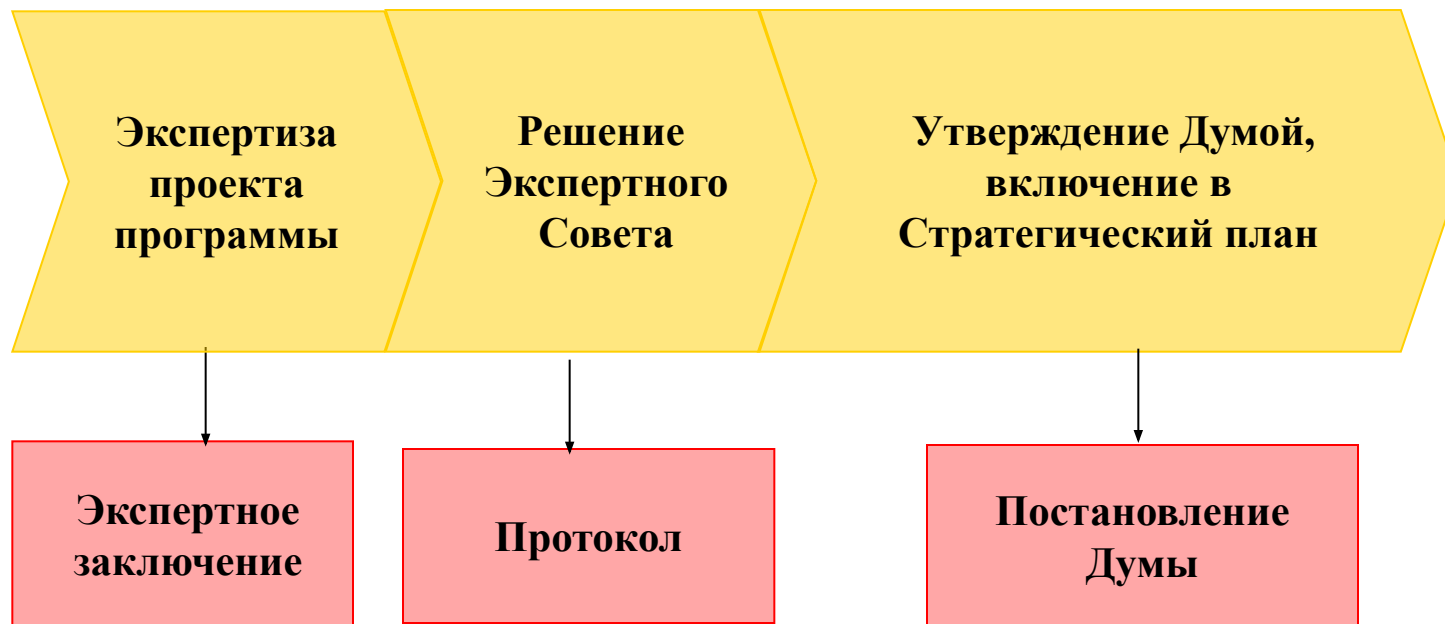 Экспертиза
проекта
программы
Решение
Экспертного
Совета
Утверждение Думой,
включение в
Стратегический план
Экспертное
заключение
Протокол
Постановление
Думы